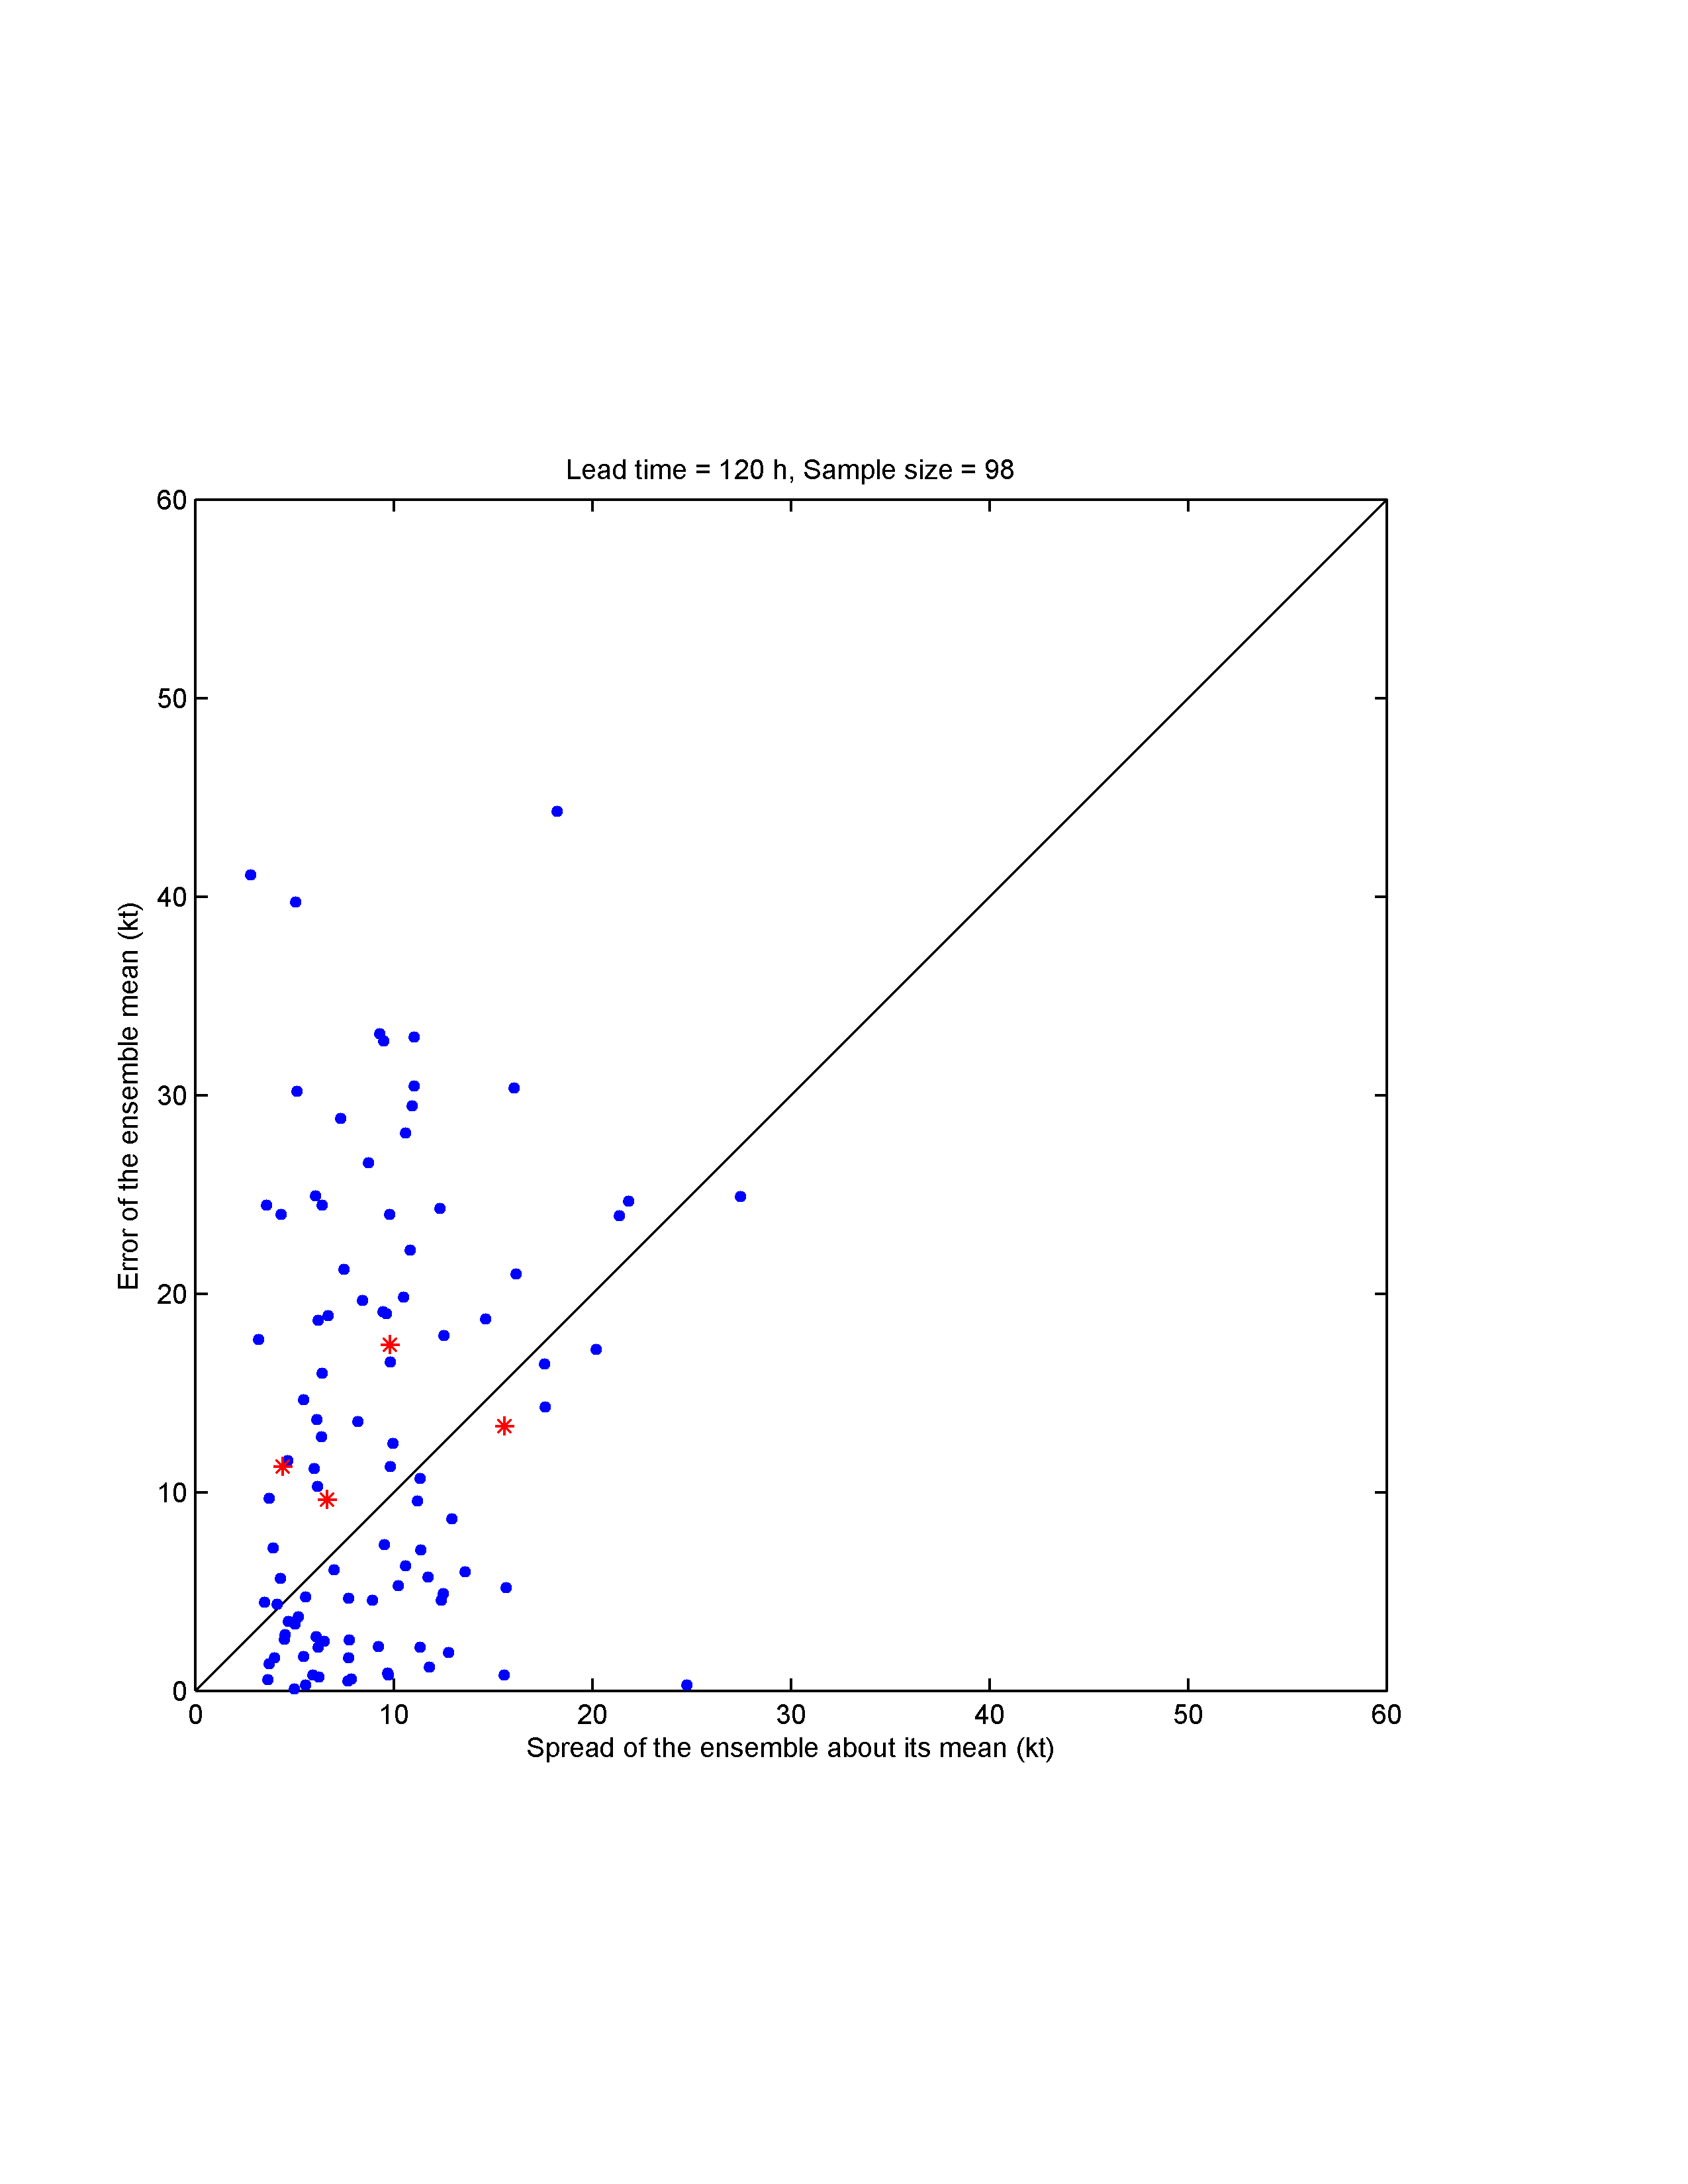 Lead time = 120 h, Sample size = 98
60
50
40
30
20
10
0
Error of the ensemble mean (kt)
0 10 20 30 40 50 60
Spread of the ensemble about its mean (kt)